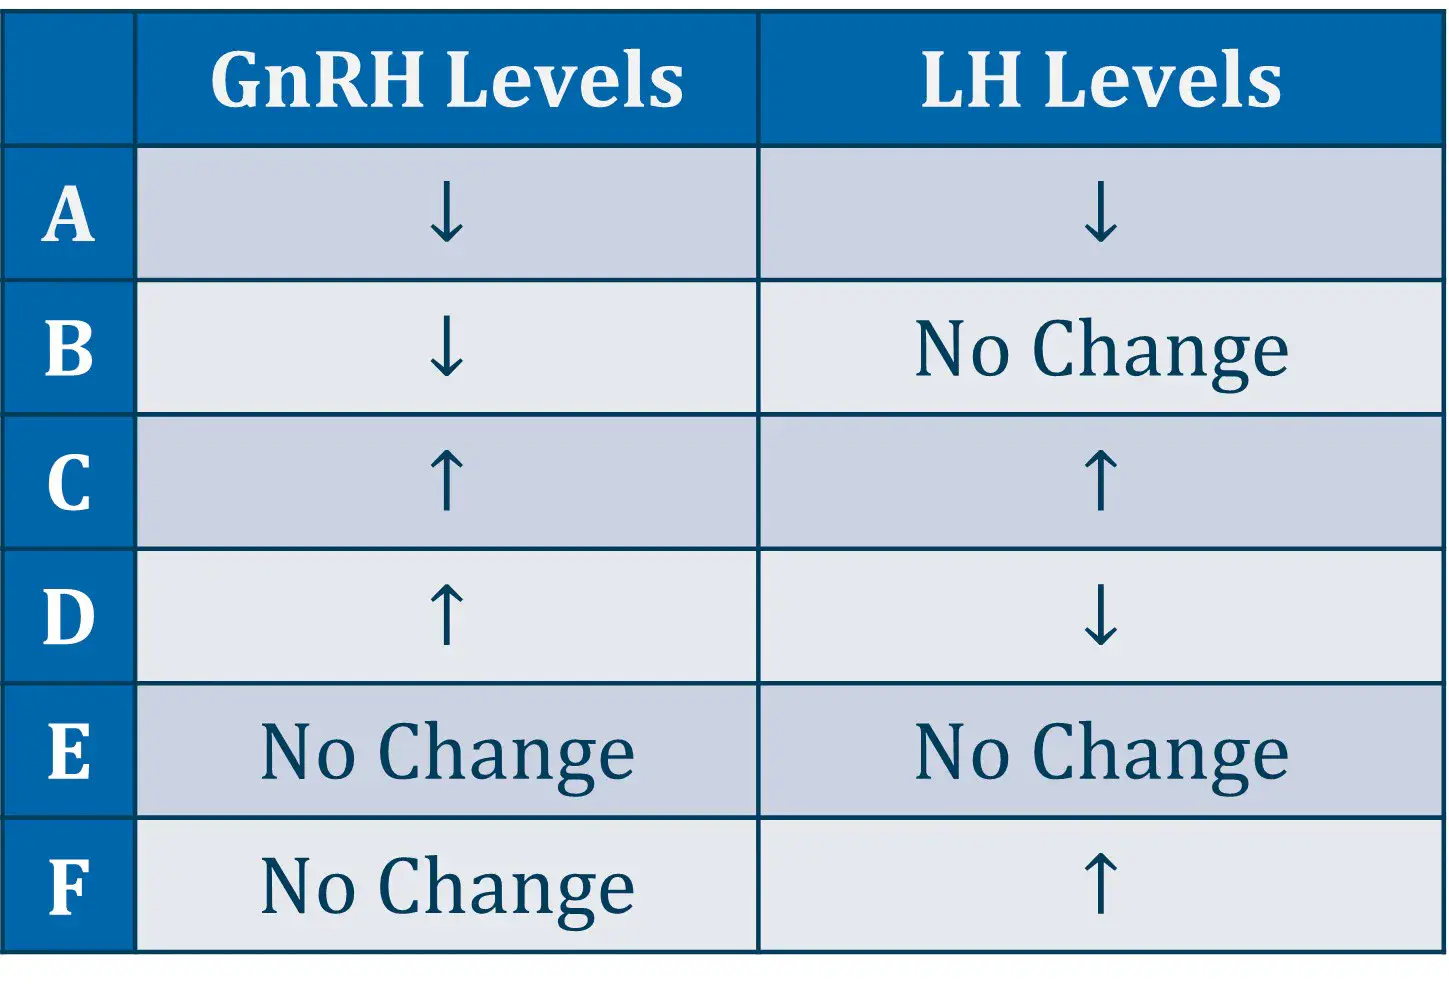 GnRH Levels LH Levels
A ↓ ↓
B ↓ No Change
C ↑ ↑
D ↑ ↓
E No Change No Change
F No Change ↑